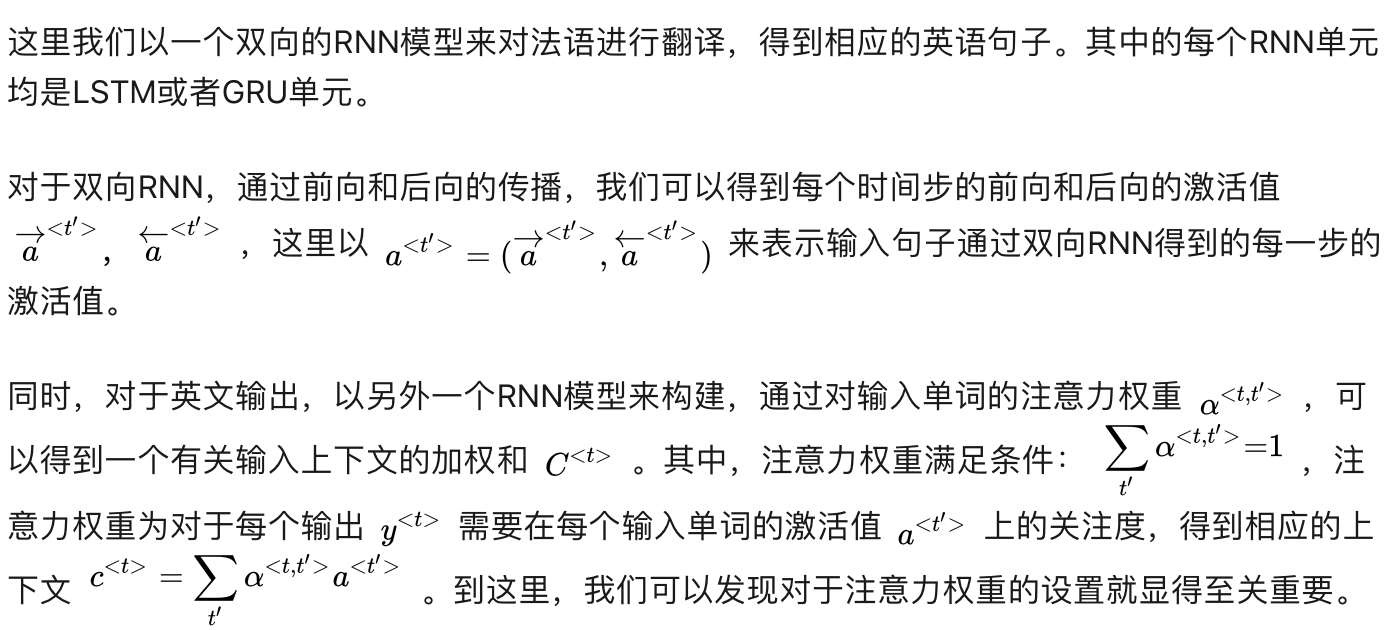 这里我们以一个双向的RNN模型来对法语进行翻译，得到相应的英语句子。其中的每个RNN单元
均是LSTM或者GRU单元。
对于双向RNN，通过前向和后向的传播，我们可以得到每个时间步的前向和后向的激活值
$\overrightarrow{a}^{<t'>}$, $\overleftarrow{a}^{<t'>}$ ，这里以 $a^{<t'>}=(\overrightarrow{a}^{<t'>},\overleftarrow{a}^{<t'>})$ 来表示输入句子通过双向RNN得到的每一步的
激活值。
同时，对于英文输出，以另外一个RNN模型来构建，通过对输入单词的注意力权重 $\alpha^{<t,t'>}$ ，可
以得到一个有关输入上下文的加权和 $C^{<t>}$ 。其中，注意力权重满足条件： $\sum_{t'}\alpha^{<t,t'>}=1$ ，注
意力权重为对于每个输出 $y^{<t>}$ 需要在每个输入单词的激活值 $a^{<t'>}$ 上的关注度，得到相应的上
下文 $c^{<t>}=\sum_{t'}\alpha^{<t,t'>}a^{<t'>}$ 。到这里，我们可以发现对于注意力权重的设置就显得至关重要。